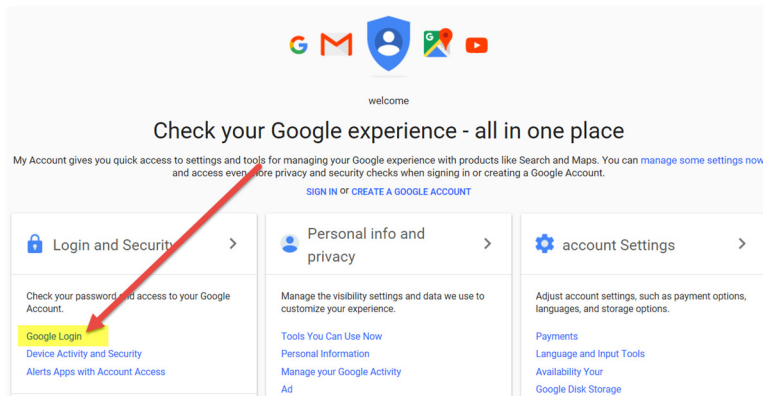 welcome
Check your Google experience - all in one place
My Account gives you quick access to settings and tools for managing your Google experience with products like Search and Maps. You can manage some settings now
and access even more privacy and security checks when signing in or creating a Google Account.
SIGN IN or CREATE A GOOGLE ACCOUNT
Login and Security
Check your password and access to your Google
Account.
Google Login
Device Activity and Security
Alerts Apps with Account Access
Personal info and
privacy
Manage the visibility settings and data we use to
customize your experience.
Tools You Can Use Now
Personal Information
Manage your Google Activity
Ad
account Settings
Adjust account settings, such as payment options,
languages, and storage options.
Payments
Language and Input Tools
Availability Your
Google Disk Storage